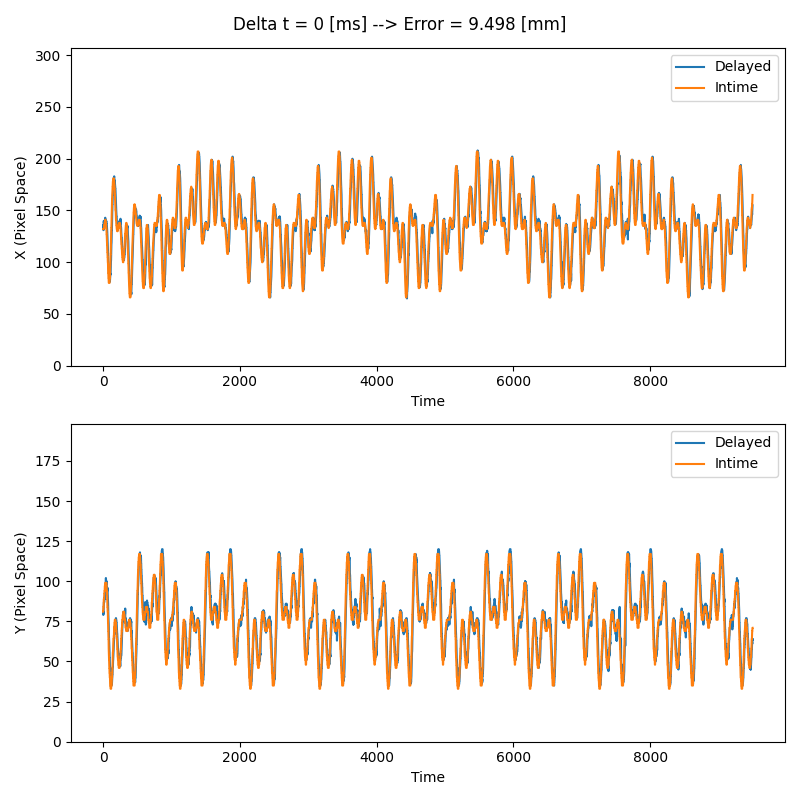 Delta t = 0 [ms] --> Error = 9.498 [mm]
300
250
200
150
100
50
0
X (Pixel Space)
Delayed
Intime
0 2000 4000 6000 8000
Time
175
150
125
100
75
50
25
0
Y (Pixel Space)
Delayed
Intime
0 2000 4000 6000 8000
Time